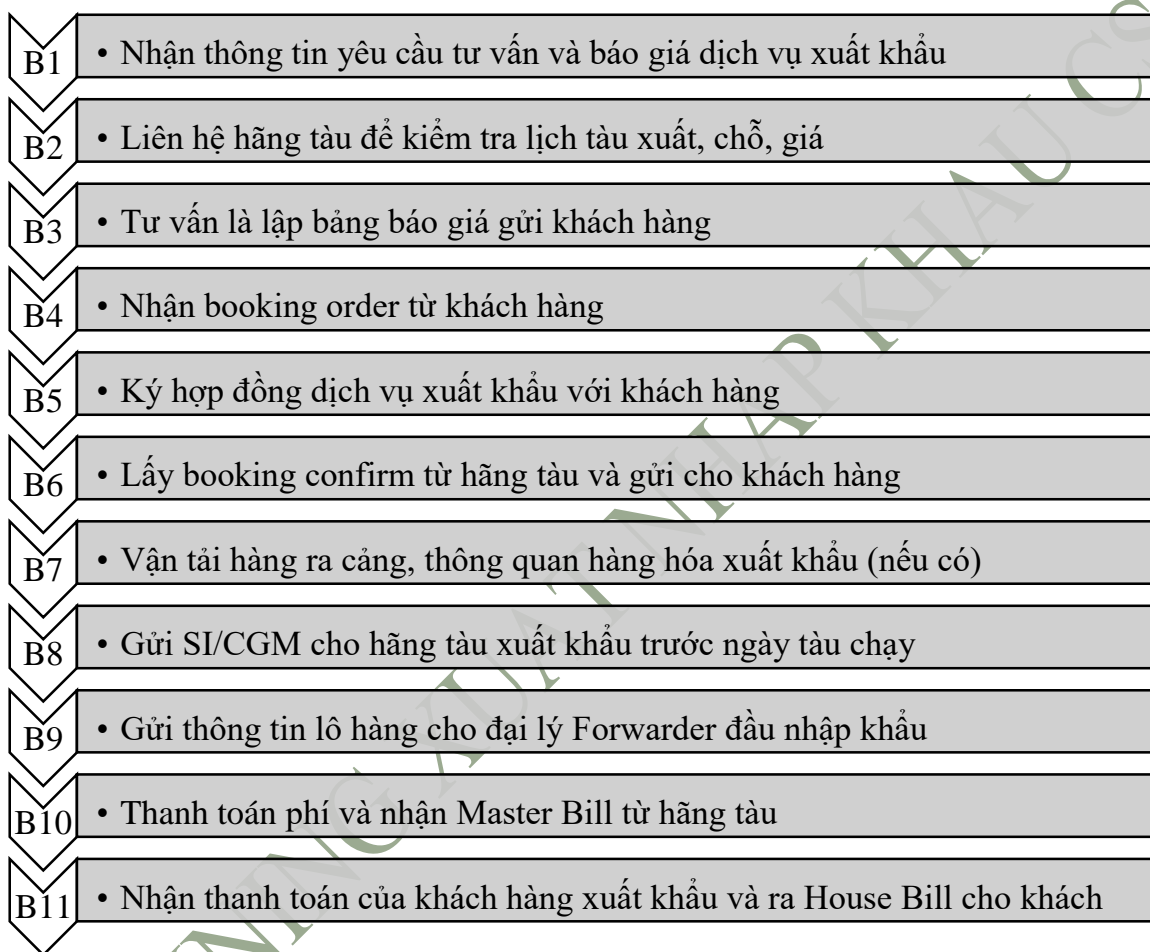 B1
• Nhận thông tin yêu cầu tư vấn và báo giá dịch vụ xuất khẩu
B2
• Liên hệ hãng tàu để kiểm tra lịch tàu xuất, chỗ, giá
B3
• Tư vấn là lập bảng báo giá gửi khách hàng
B4
• Nhận booking order từ khách hàng
B5
• Ký hợp đồng dịch vụ xuất khẩu với khách hàng
B6
• Lấy booking confirm từ hãng tàu và gửi cho khách hàng
B7
• Vận tải hàng ra cảng, thông quan hàng hóa xuất khẩu (nếu có)
B8
• Gửi SI/CGM cho hãng tàu xuất khẩu trước ngày tàu chạy
B9
• Gửi thông tin lô hàng cho đại lý Forwarder đầu nhập khẩu
B10
• Thanh toán phí và nhận Master Bill từ hãng tàu
B11
• Nhận thanh toán của khách hàng xuất khẩu và ra House Bill cho khách
XUAT NHAP KHAU